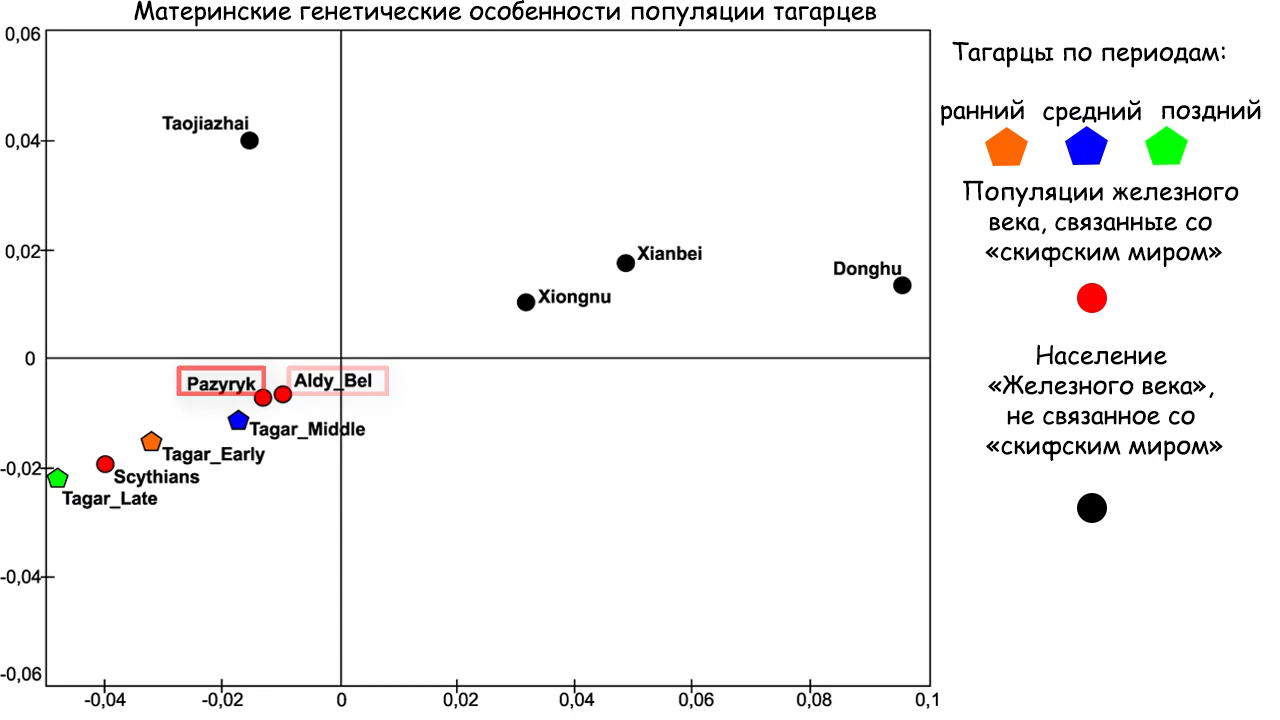 Материнские генетические особенности популяции тагарцев
0,06
0,04
0,02
0
-0,02
-0,04
-0,06
-0,04
-0,02
0
0,02
0,04
0,06
0,08
0,1
Taojiazhai
Xianbei
Donghu
Xiongnu
Pazyryk
Aldy_Bel
Tagar_Middle
Tagar_Early
Scythians
Tagar_Late
Тагарцы по периодам:
ранний средний поздний
Популяции железного
века, связанные со
«скифским миром»
Население
«Железного века»,
не связанное со
«скифским миром»